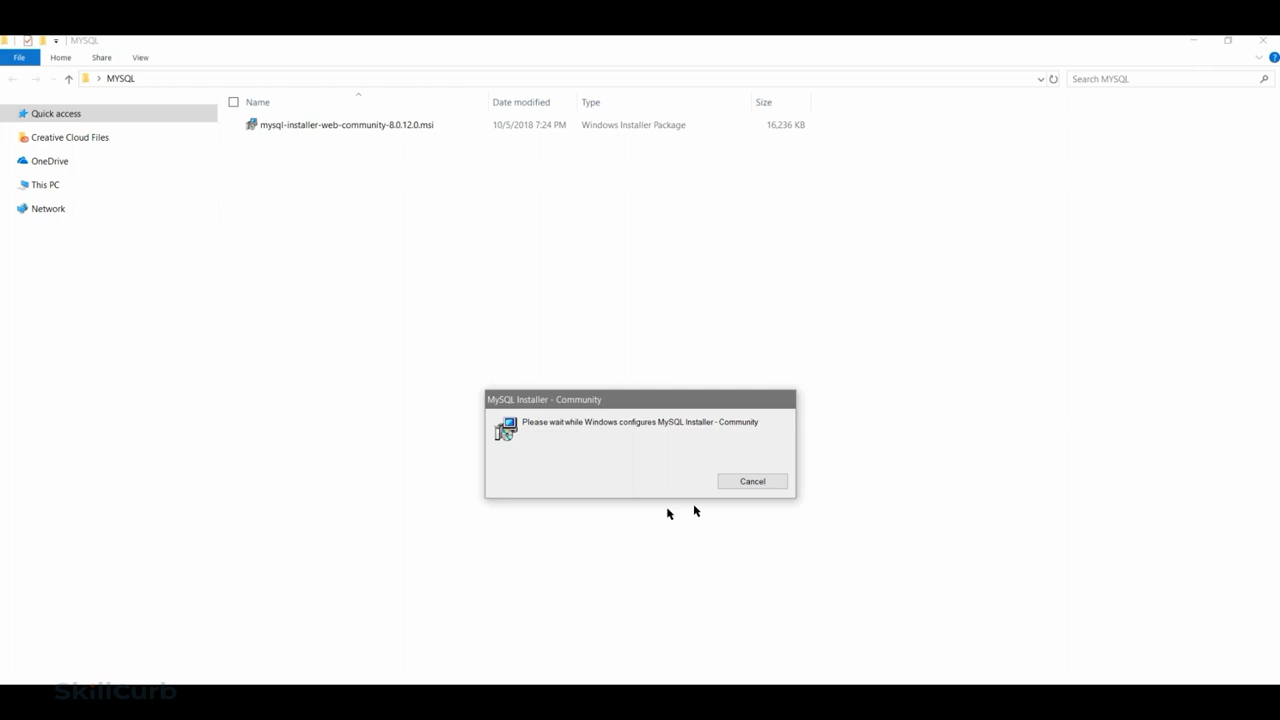 MYSQL
File Home Share View
MYSQL
Search MYSQL
Name Date modified Type Size
Quick access
mysql-installer-web-community-8.0.12.0.msi 10/5/2018 7:24 PM Windows Installer Package 16,236 KB
Creative Cloud Files
OneDrive
This PC
Network
MySQL Installer - Community
Please wait while Windows configures MySQL Installer - Community
Cancel
SkillCurb